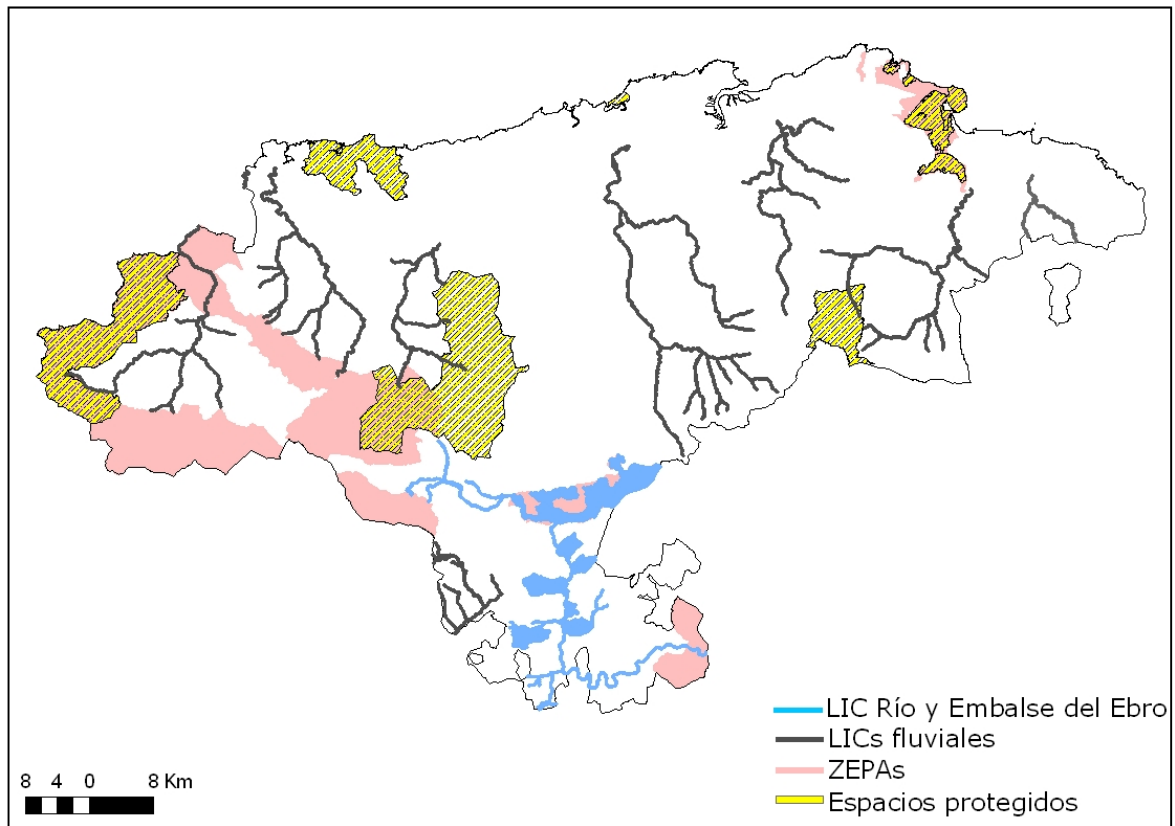 LIC Río y Embalse del Ebro
LICs fluviales
ZEPAs
Espacios protegidos
8 4 0 8 Km